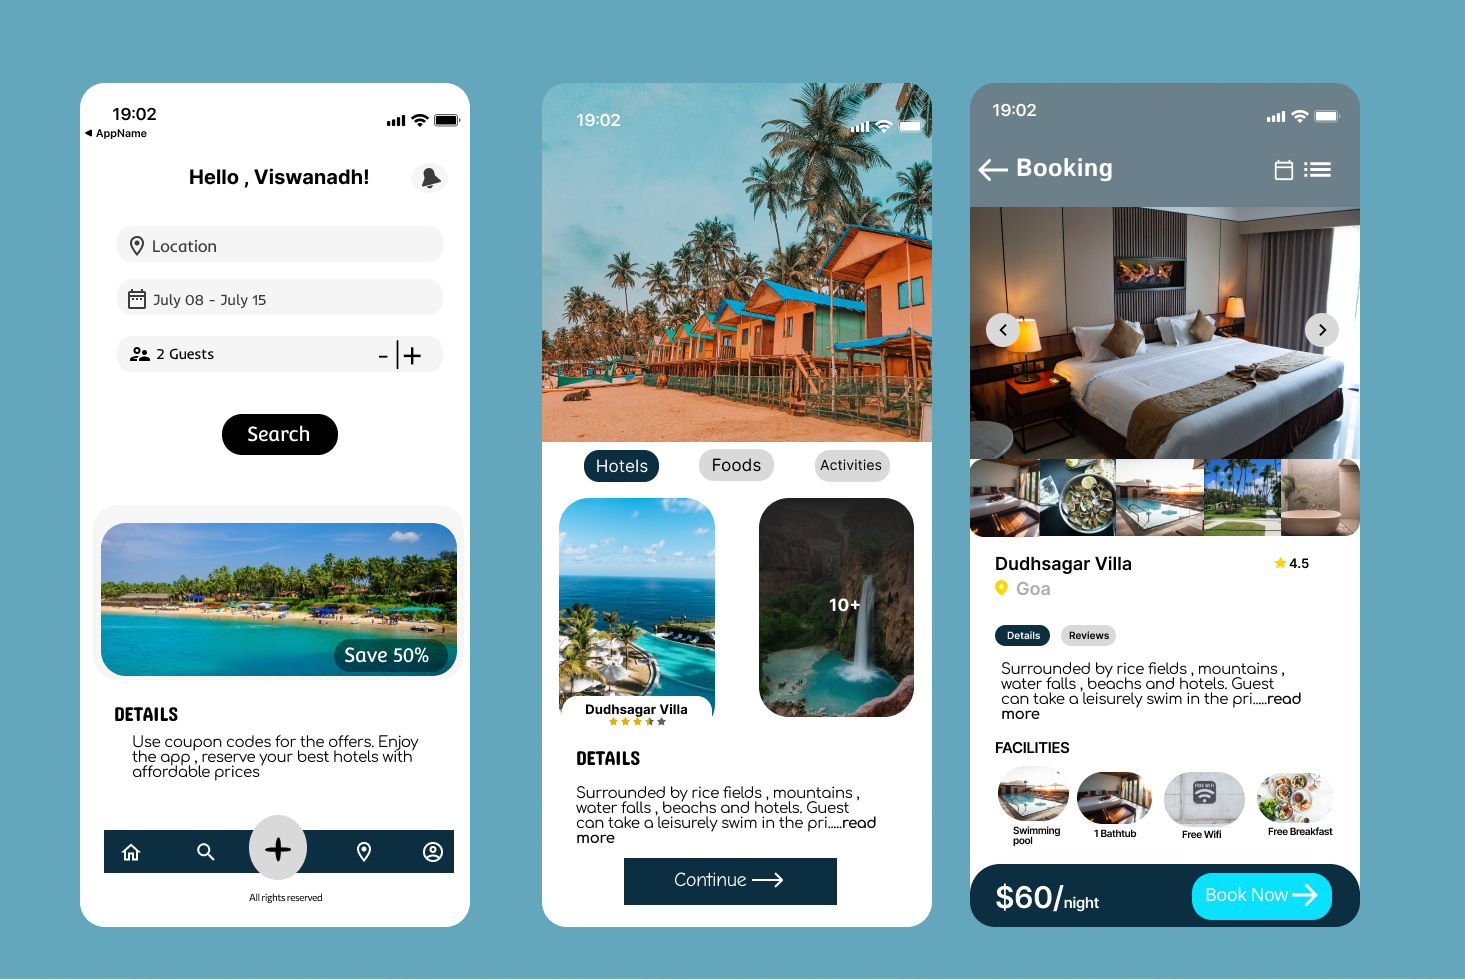 19:02
AppName
Hello , Viswanadh!
Location
July 08 - July 15
2 Guests
- +
Search
Save 50%
DETAILS
Use coupon codes for the offers. Enjoy
the app , reserve your best hotels with
affordable prices
All rights reserved
19:02
Hotels
Foods
Activities
10+
Dudhsagar Villa
DETAILS
Surrounded by rice fields , mountains ,
water falls , beachs and hotels. Guest
can take a leisurely swim in the pri.....read
more
Continue
19:02
Booking
Dudhsagar Villa
4.5
Goa
Details
Reviews
Surrounded by rice fields , mountains ,
water falls , beachs and hotels. Guest
can take a leisurely swim in the pri.....read
more
FACILITIES
FREE WIFI
Swimming
pool
1 Bathtub
Free Wifi
Free Breakfast
$60/night
Book Now